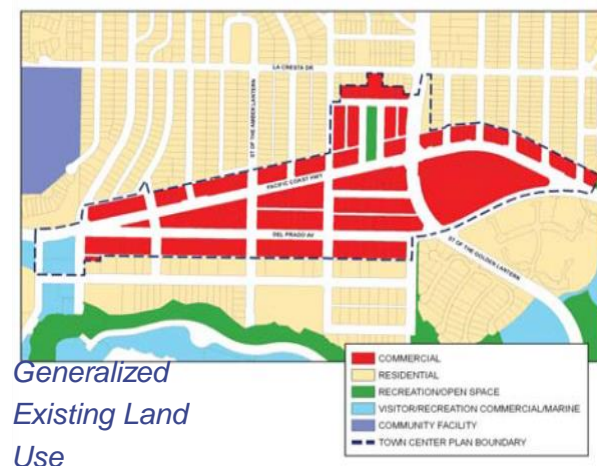 LA CRESTA DR
ST OF THE AMBER LANTERN
PACIFIC COAST HWY
DEL PRADO AV
ST OF THE GOLDEN LANTERN
Generalized
Existing Land
Use
COMMERCIAL
RESIDENTIAL
RECREATION/OPEN SPACE
VISITOR/RECREATION COMMERCIAL/MARINE
COMMUNITY FACILITY
TOWN CENTER PLAN BOUNDARY